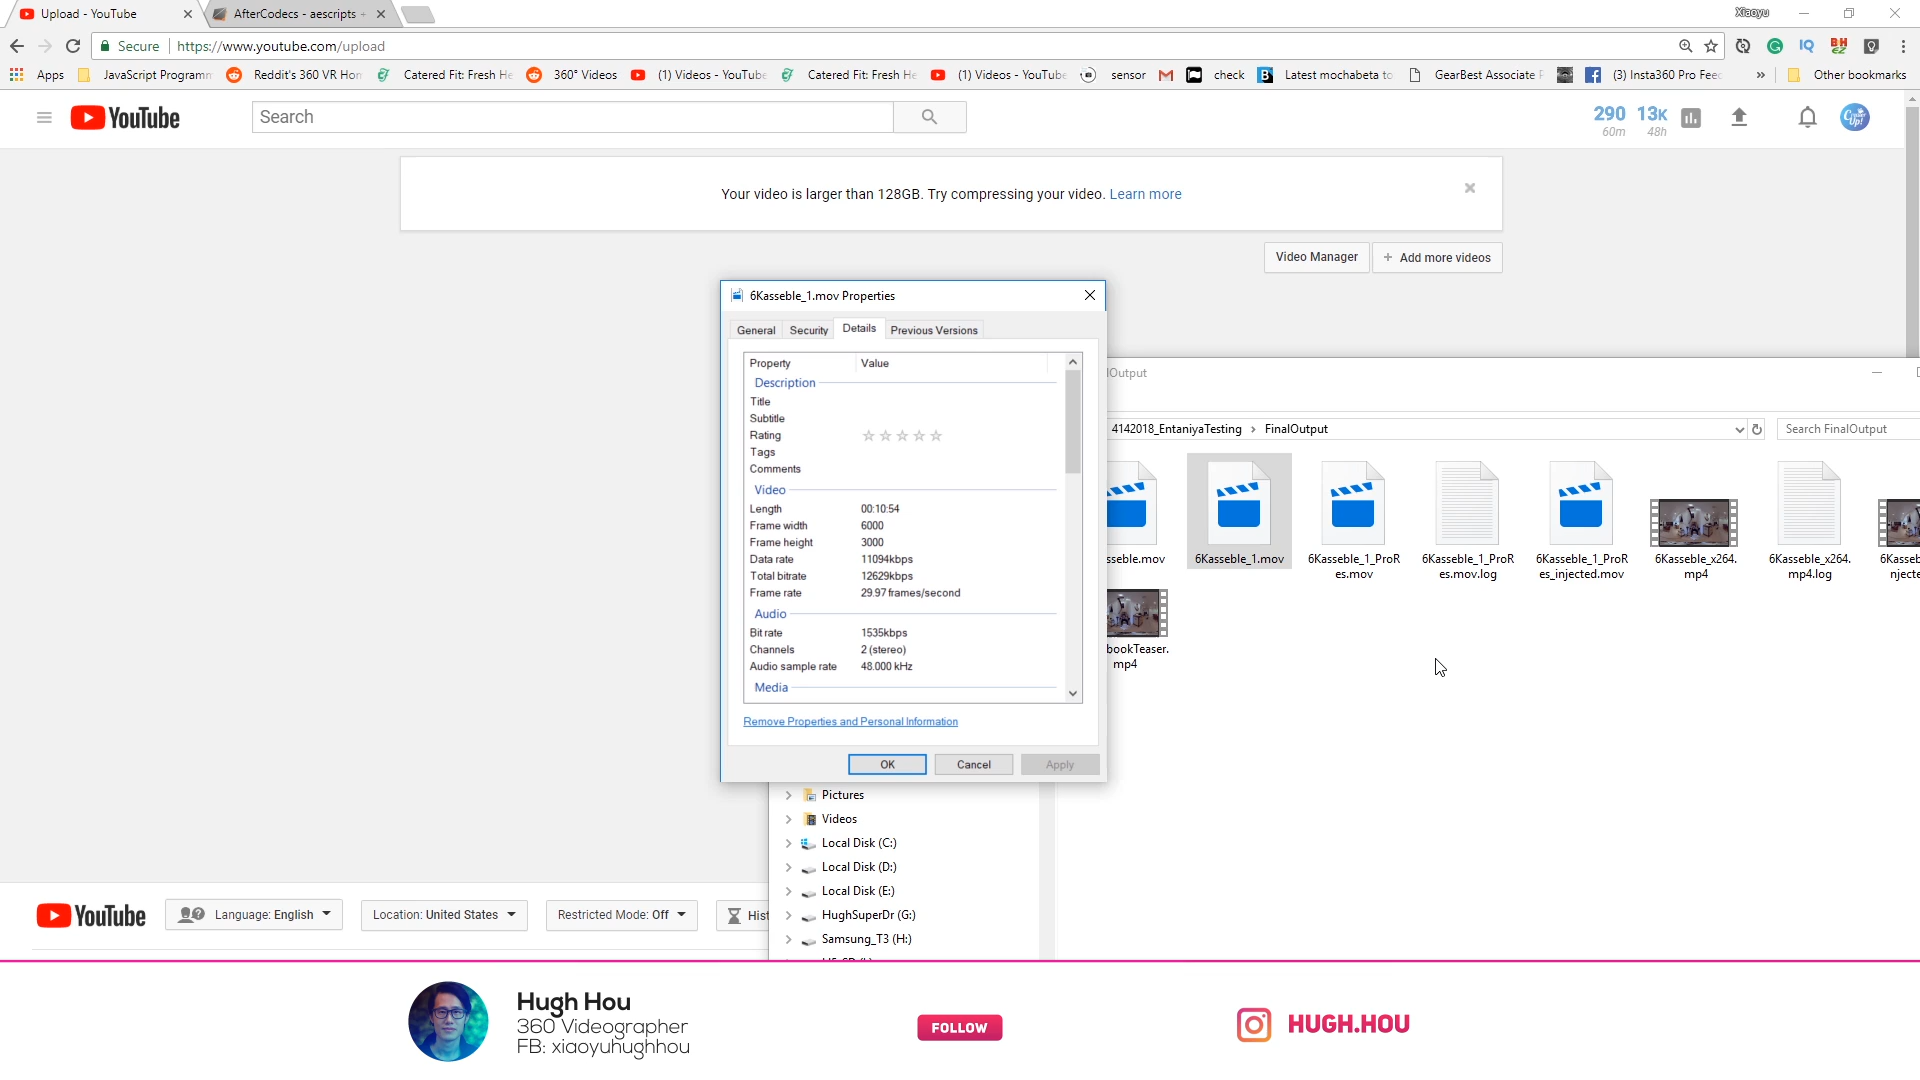 Upload - YouTube
AfterCodecs - aescripts
Xiaoyu
Secure
https://www.youtube.com/upload
Apps
JavaScript Programm
Reddit's 360 VR Hom
Catered Fit: Fresh He
360° Videos
(1) Videos - YouTube
Catered Fit: Fresh He
(1) Videos - YouTube
sensor
check
Latest mochabeta to
GearBest Associate P
(3) Insta360 Pro Feed
»
Other bookmarks
YouTube
Search
290
60m
13K
48h
Your video is larger than 128GB. Try compressing your video. Learn more
Video Manager
+ Add more videos
6Kasseble_1.mov Properties
General
Security
Details
Previous Versions
Property
Value
Description
Title
Subtitle
Rating
Tags
Comments
Video
Length 00:10:54
Frame width 6000
Frame height 3000
Data rate 11094kbps
Total bitrate 12629kbps
Frame rate 29.97 frames/second
Audio
Bit rate 1535kbps
Channels 2 (stereo)
Audio sample rate 48.000 kHz
Media
Remove Properties and Personal Information
OK
Cancel
Apply
lOutput
4142018_EntaniyaTesting > FinalOutput
Search FinalOutput
sseble.mov
6Kasseble_1.mov
6Kasseble_1_ProR
es.mov
6Kasseble_1_ProR
es.mov.log
6Kasseble_1_ProR
es_injected.mov
6Kasseble_x264.
mp4
6Kasseble_x264.
mp4.log
6Kasseb
njecte
bookTeaser.
mp4
Pictures
Videos
Local Disk (C:)
Local Disk (D:)
Local Disk (E:)
HughSuperDr (G:)
Samsung_T3 (H:)
YouTube
Language: English
Location: United States
Restricted Mode: Off
Hist
Hugh Hou
360 Videographer
FB: xiaoyuhughhou
FOLLOW
HUGH.HOU